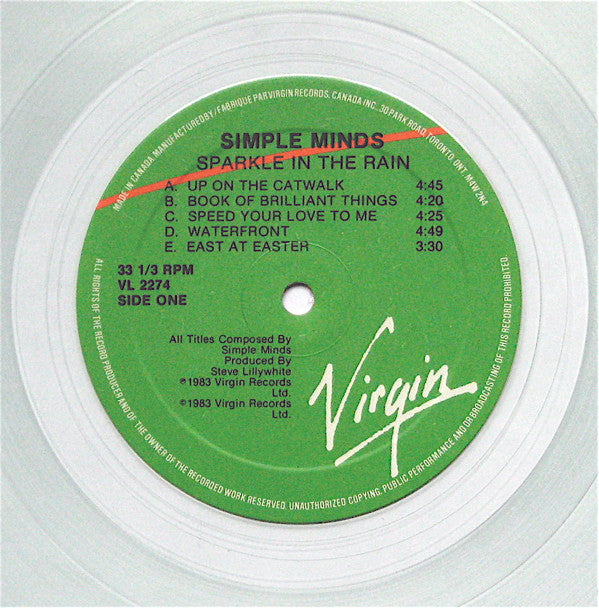 MADE IN CANADA MANUFACTURED BY / FABRIQUE PAR VIRGIN RECORDS, CANADA INC. 30 PARK ROAD, TORONTO ONT. M4W 2N4
SIMPLE MINDS
SPARKLE IN THE RAIN
A. UP ON THE CATWALK 4:45
B. BOOK OF BRILLIANT THINGS 4:20
C. SPEED YOUR LOVE TO ME 4:25
D. WATERFRONT 4:49
E. EAST AT EASTER 3:30
33 1/3 RPM
VL 2274
SIDE ONE
All Titles Composed By
Simple Minds
Produced By
Steve Lillywhite
℗1983 Virgin Records
Ltd.
©1983 Virgin Records
Ltd.
Virgin
ALL RIGHTS OF THE RECORD PRODUCER AND OF THE OWNER OF THE RECORDED WORK RESERVED. UNAUTHORIZED COPYING, PUBLIC PERFORMANCE AND/OR BROADCASTING OF THIS RECORD PROHIBITED.